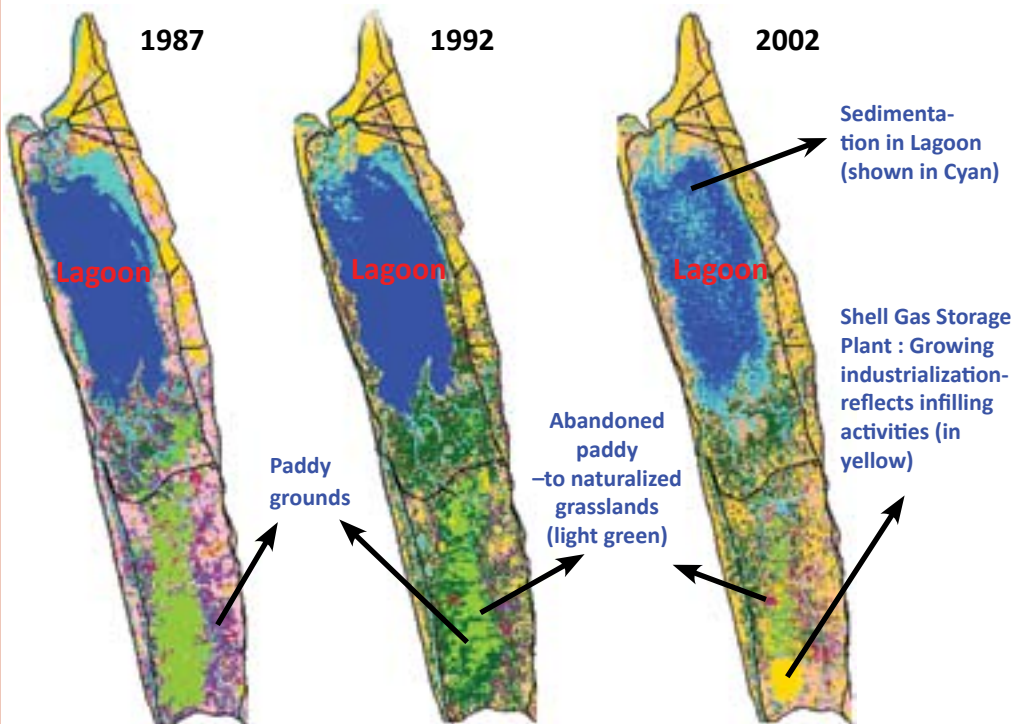 1987
1992
2002
Sedimenta-
tion in Lagoon
(shown in Cyan)
Lagoon
Lagoon
Lagoon
Shell Gas Storage
Plant : Growing
industrialization-
reflects infilling
activities (in
yellow)
Paddy
grounds
Abandoned
paddy
–to naturalized
grasslands
(light green)